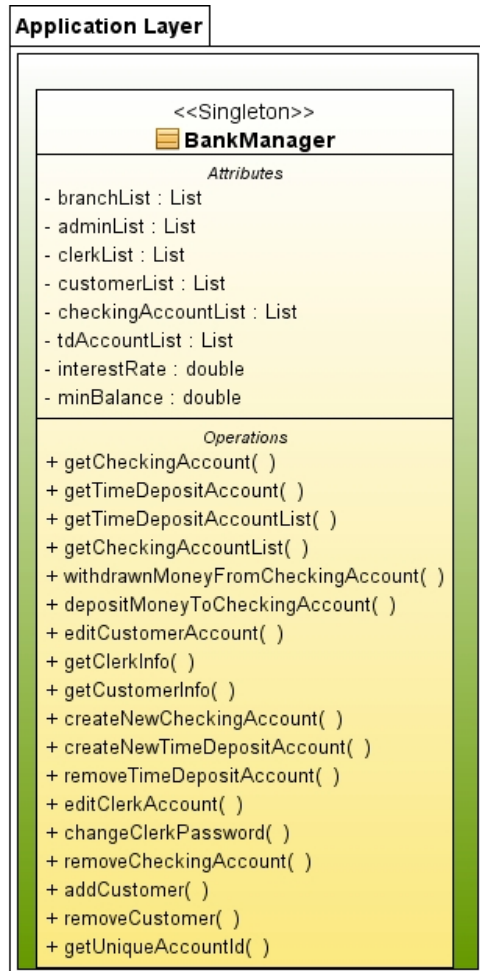 Application Layer
<<Singleton>>
BankManager
Attributes
- branchList : List
- adminList : List
- clerkList : List
- customerList : List
- checkingAccountList : List
- tdAccountList : List
- interestRate : double
- minBalance : double
Operations
+ getCheckingAccount( )
+ getTimeDepositAccount( )
+ getTimeDepositAccountList( )
+ getCheckingAccountList( )
+ withdrawnMoneyFromCheckingAccount( )
+ depositMoneyToCheckingAccount( )
+ editCustomerAccount( )
+ getClerkInfo( )
+ getCustomerInfo( )
+ createNewCheckingAccount( )
+ createNewTimeDepositAccount( )
+ removeTimeDepositAccount( )
+ editClerkAccount( )
+ changeClerkPassword( )
+ removeCheckingAccount( )
+ addCustomer( )
+ removeCustomer( )
+ getUniqueAccountId( )